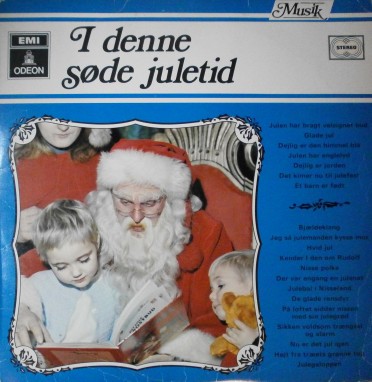 Musik
EMI
ODEON
STEREO
I denne
søde juletid
Julen har bragt velsignet bud
Glade jul
Dejlig er den himmel blå
Julen har englelyd
Dejlig er jorden
Det kimer nu til julefest
Et barn er født
Bjældeklang
Jeg så julemanden kysse mor
Hvid jul
Kender I den om Rudolf
Nisse polka
Der var engang en julenat
Julebal i Nisseland
De glade rensdyr
På loftet sidder nissen
med sin julegrød
Sikken voldsom trængsel
og alarm
Nu er det jul igen
Højt fra træets grønne top